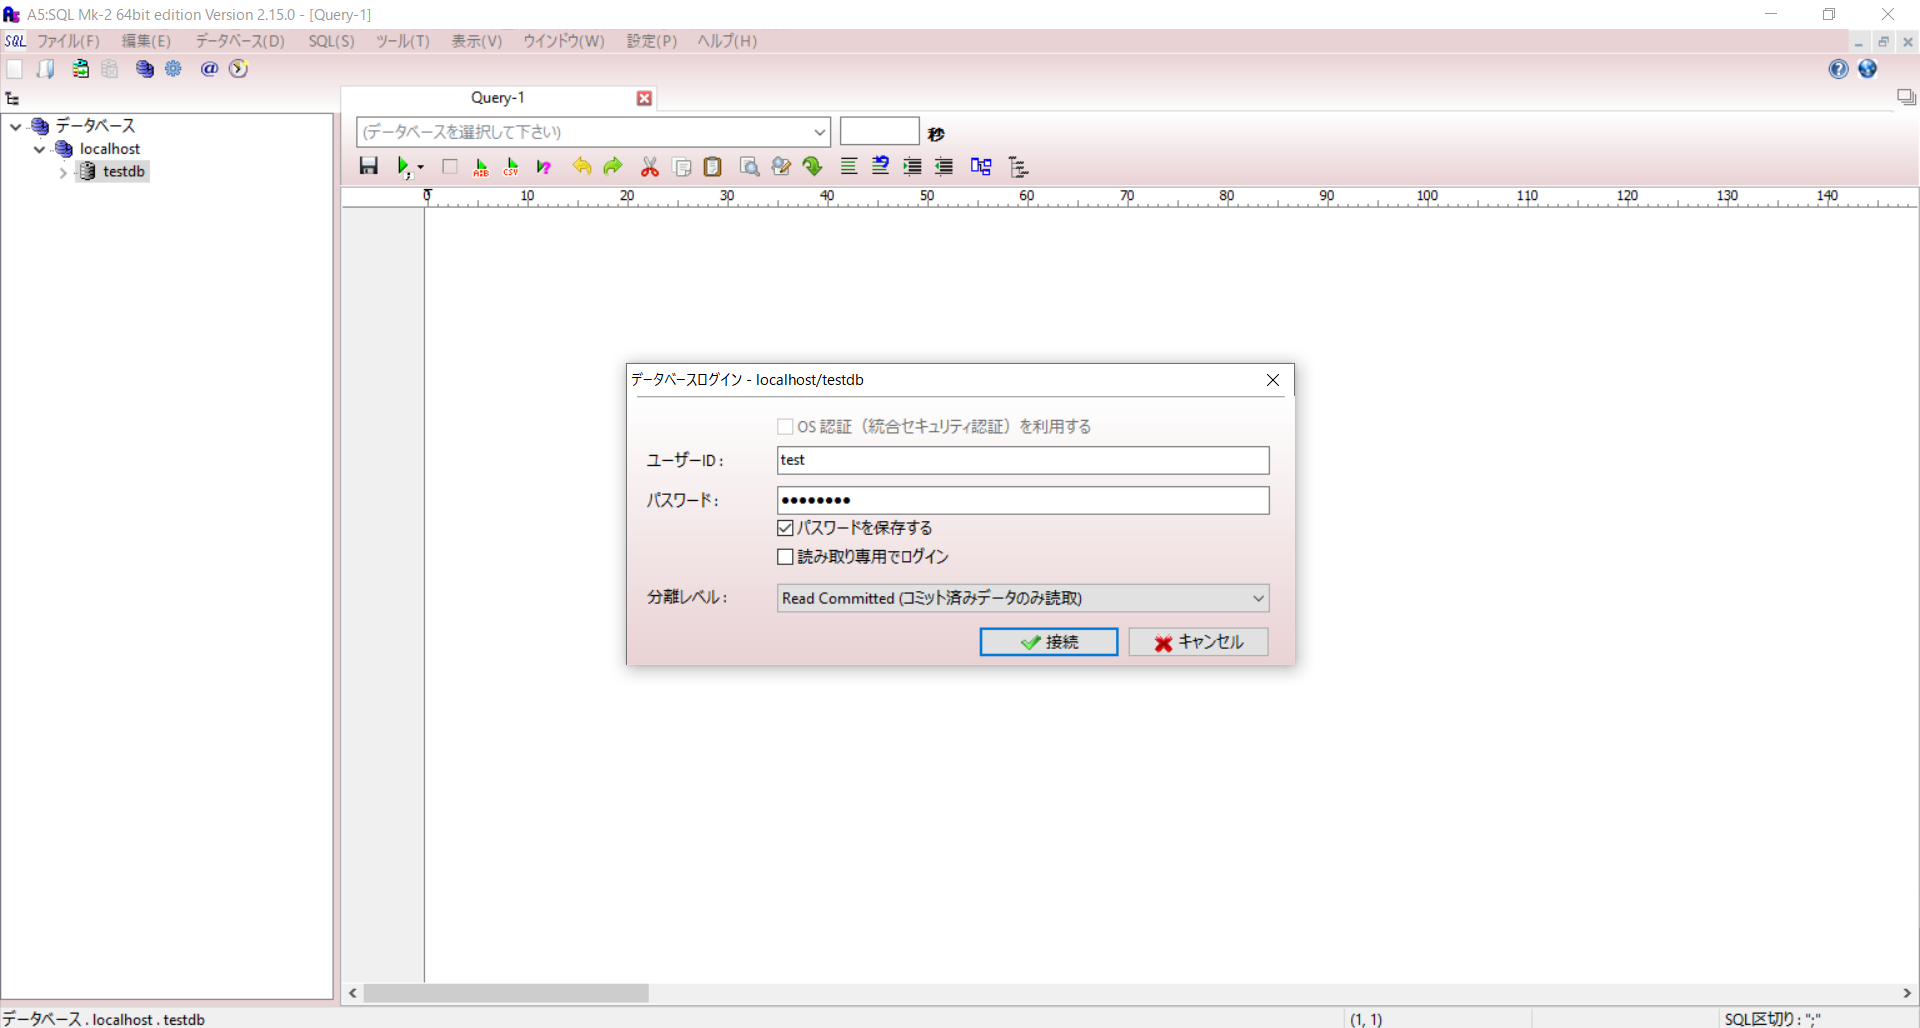 A5:SQL Mk-2 64bit edition Version 2.15.0 - [Query-1]
SQL ファイル(F) 編集(E) データベース(D) SQL(S) ツール(T) 表示(V) ウインドウ(W) 設定(P) ヘルプ(H)
Query-1
データベース
localhost
testdb
(データベースを選択して下さい)
秒
A:B
CSV
0 10 20 30 40 50 60 70 80 90 100 110 120 130 140
データベースログイン - localhost/testdb
OS 認証（統合セキュリティ認証）を利用する
ユーザーID :
test
パスワード :
●●●●●●●●
パスワードを保存する
読み取り専用でログイン
分離レベル :
Read Committed (コミット済みデータのみ読取)
接続
キャンセル
データベース . localhost . testdb
(1, 1)
SQL区切り : ";"